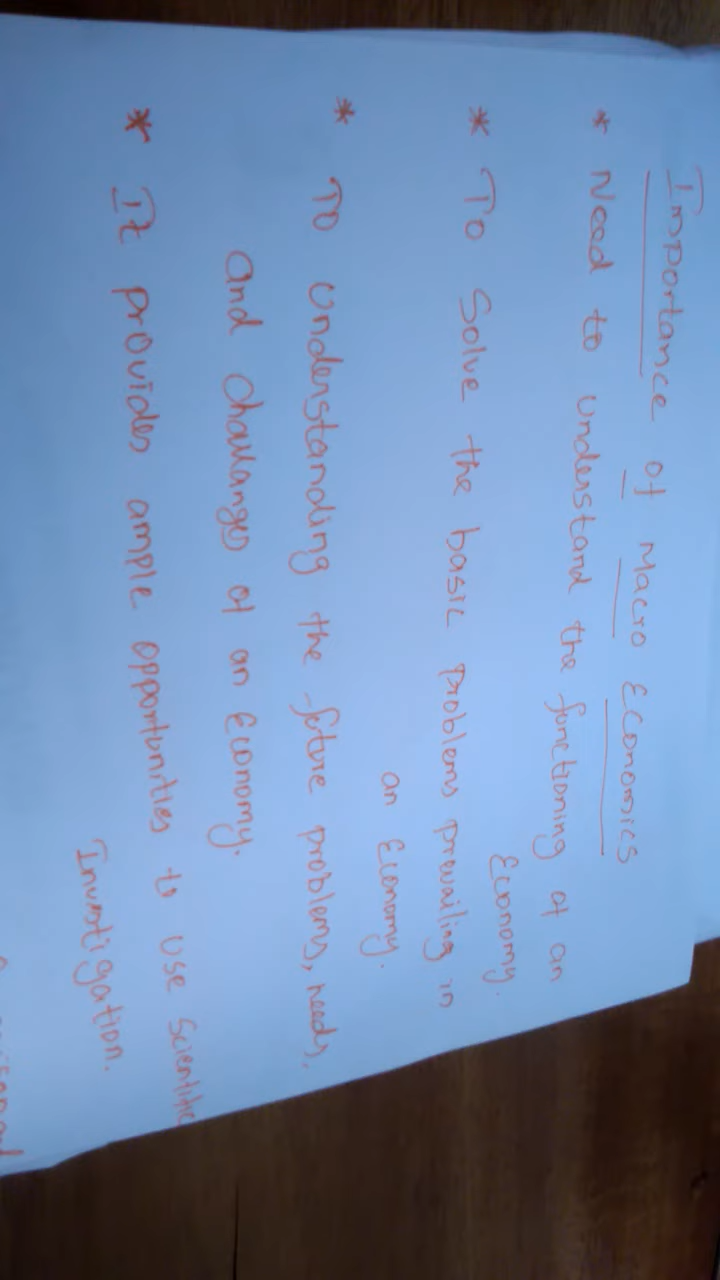 Importance of Macro Economics
* Need to understand the functioning of an
Economy.
* To Solve the basic problems prevailing in
an Economy.
* To understanding the future problems, needs,
and challanges of an Economy.
* It provides ample opportunities to use Scientific
Investigation.